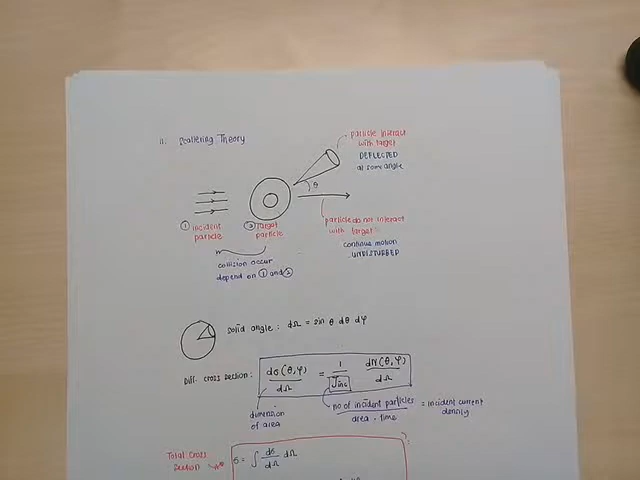 11. Scattering Theory
particle interact
with target
DEFLECTED
at some angle
θ
① incident
particle
② Target
particle
particle do not interact
with target
continue motion
UNDISTURBED
collision occur
depend on ① and ②
Solid angle: dΩ = sin θ dθ dφ
Diff. cross section: dσ(θ,φ)/dΩ = 1/Jinc dN(θ,φ)/dΩ
dimension
of area
no of incident particles / area . time = incident current
density
Total Cross
Section
σ = ∫ dσ/dΩ dΩ